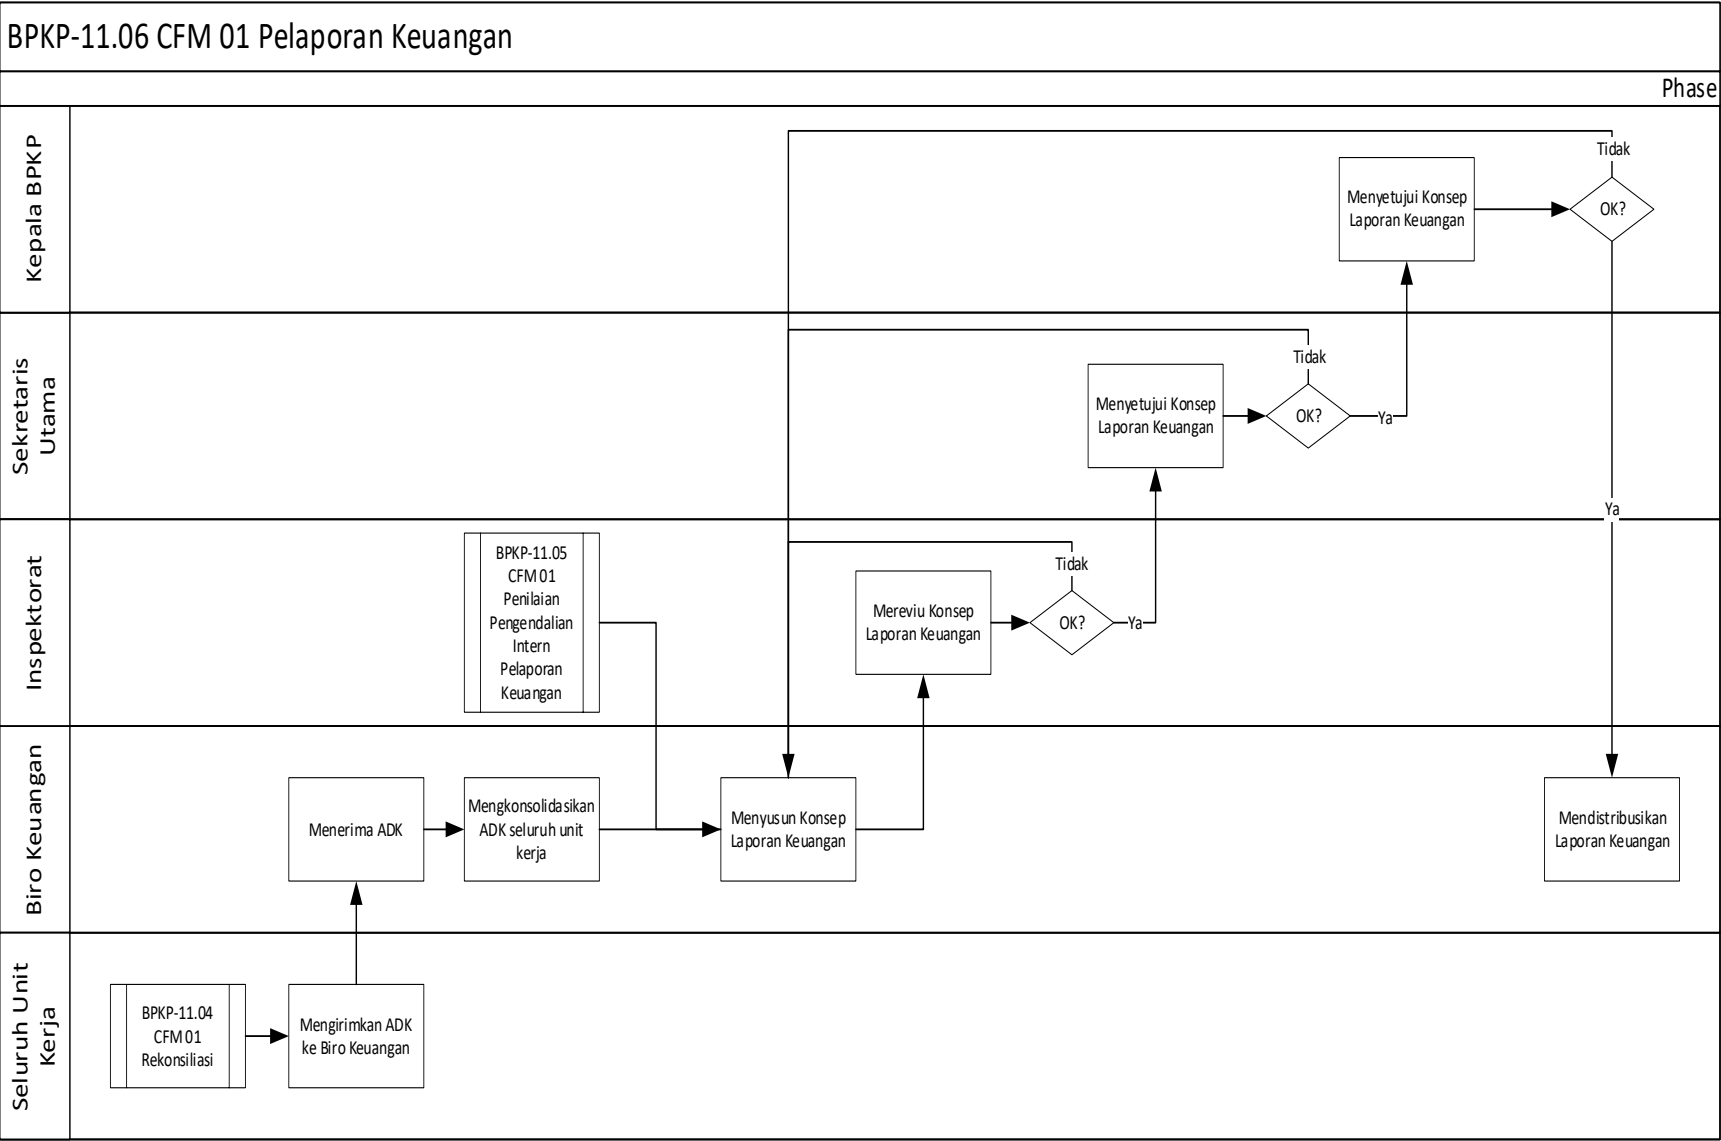 BPKP-11.06 CFM 01 Pelaporan Keuangan
Phase
Kepala BPKP
Menyetujui Konsep
Laporan Keuangan
OK?
Tidak
Ya
Sekretaris
Utama
Menyetujui Konsep
Laporan Keuangan
OK?
Tidak
Ya
Inspektorat
BPKP-11.05
CFM 01
Penilaian
Pengendalian
Intern
Pelaporan
Keuangan
Mereviu Konsep
Laporan Keuangan
OK?
Tidak
Ya
Biro Keuangan
Menerima ADK
Mengkonsolidasikan
ADK seluruh unit
kerja
Menyusun Konsep
Laporan Keuangan
Mendistribusikan
Laporan Keuangan
Seluruh Unit
Kerja
BPKP-11.04
CFM 01
Rekonsiliasi
Mengirimkan ADK
ke Biro Keuangan